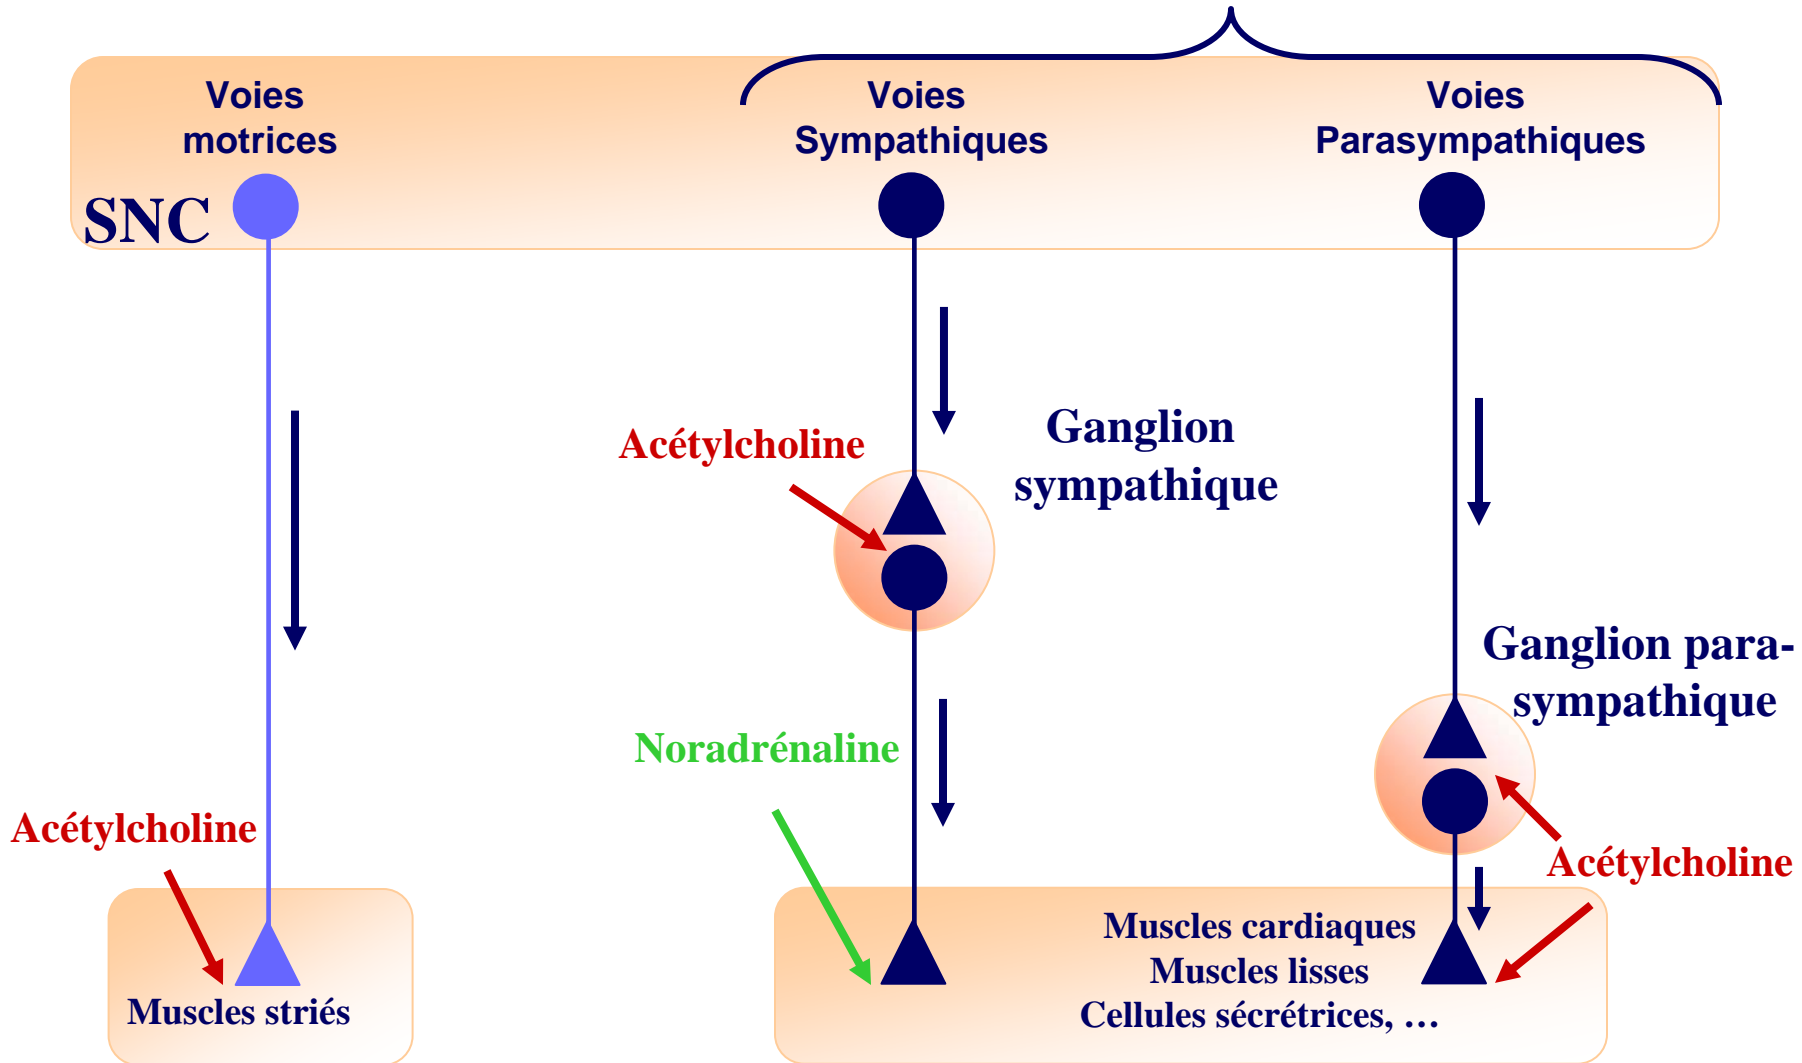 Voies
motrices
Voies
Sympathiques
Voies
Parasympathiques
SNC
Acétylcholine
Ganglion
sympathique
Ganglion para-
sympathique
Noradrénaline
Acétylcholine
Acétylcholine
Muscles cardiaques
Muscles lisses
Cellules sécrétrices, …
Muscles striés